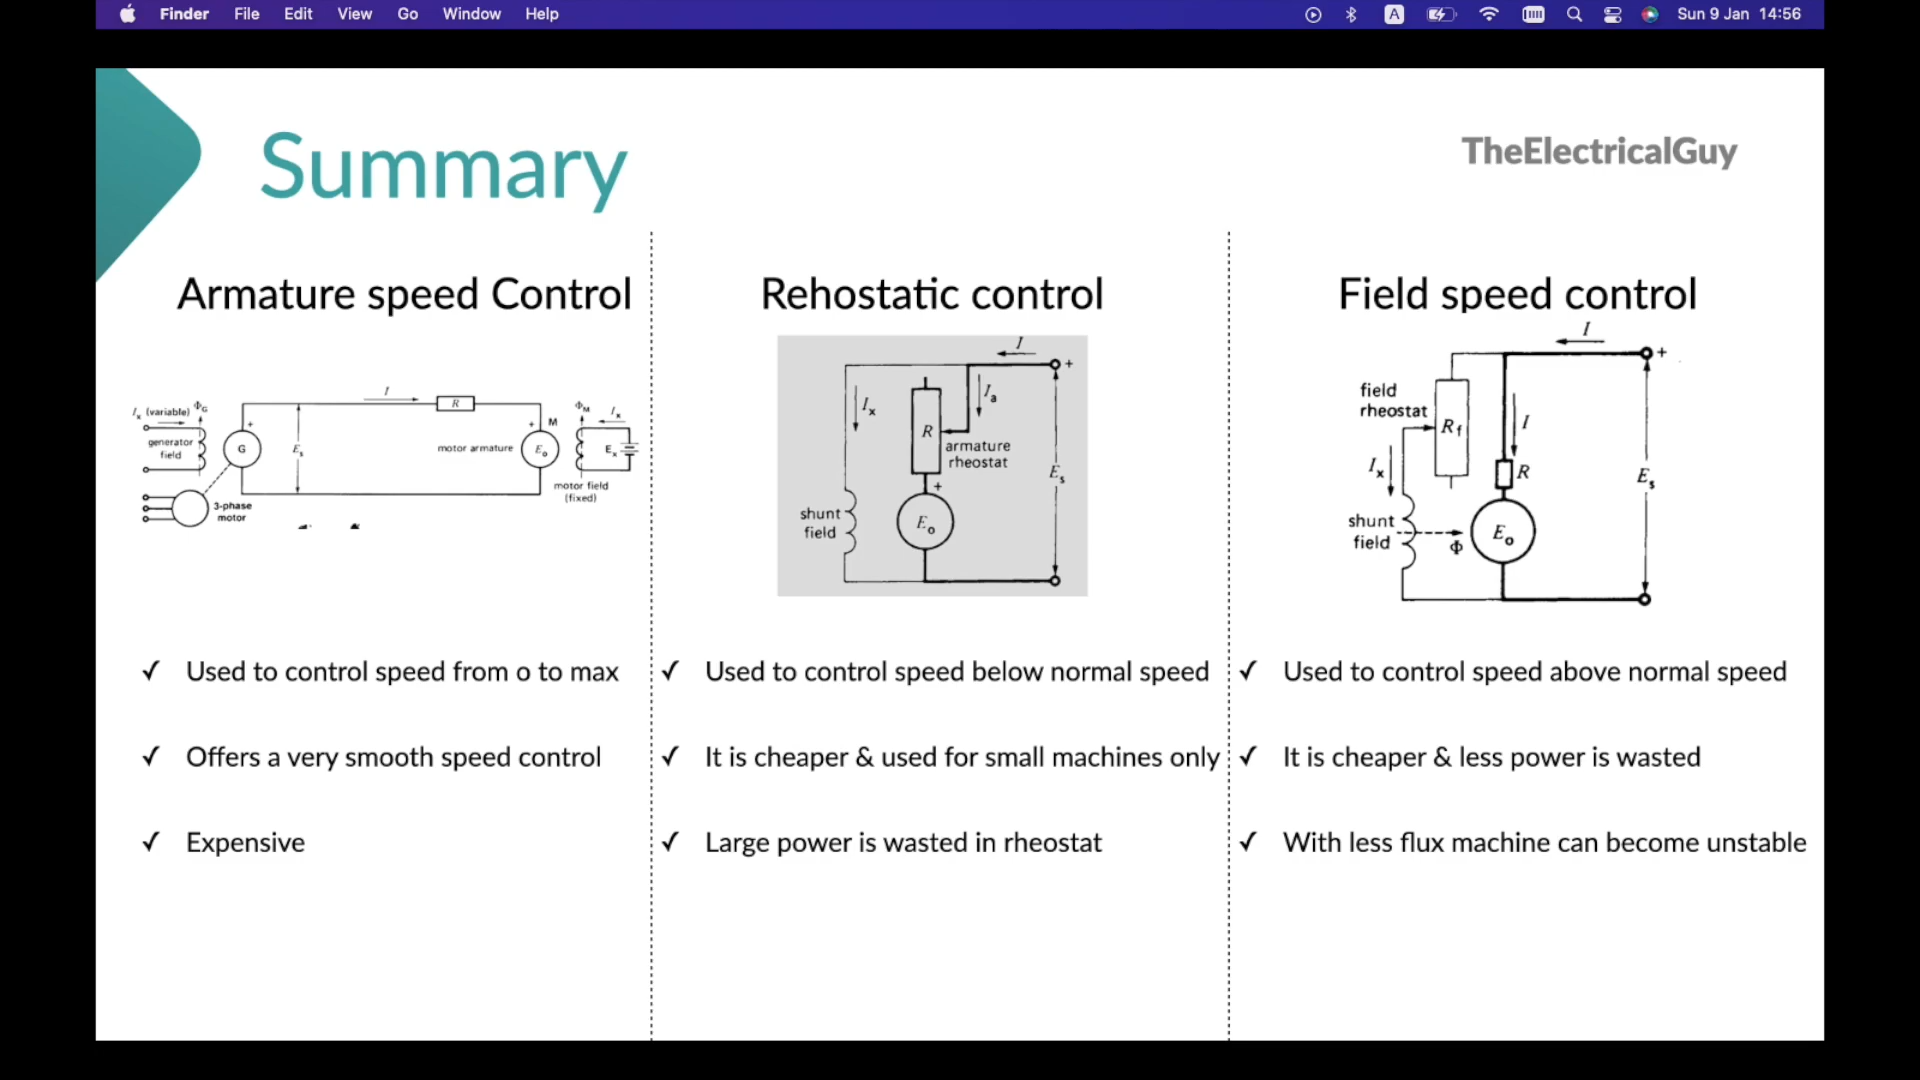 Finder File Edit View Go Window Help
A
Sun 9 Jan 14:56
Summary
TheElectricalGuy
Armature speed Control
Rehostatic control
Field speed control
Ix (variable) ΦG
generator
field
G
3-phase
motor
+
Es
I
R
+
M
motor armature
Eo
ΦM
Ix
Ex
motor field
(fixed)
I
+
Ix
Ia
R
armature
rheostat
+
Es
shunt
field
Eo
I
+
field
rheostat
Rf
I
Ix
R
Es
shunt
field
Φ
Eo
✓ Used to control speed from o to max
✓ Offers a very smooth speed control
✓ Expensive
✓ Used to control speed below normal speed
✓ It is cheaper & used for small machines only
✓ Large power is wasted in rheostat
✓ Used to control speed above normal speed
✓ It is cheaper & less power is wasted
✓ With less flux machine can become unstable